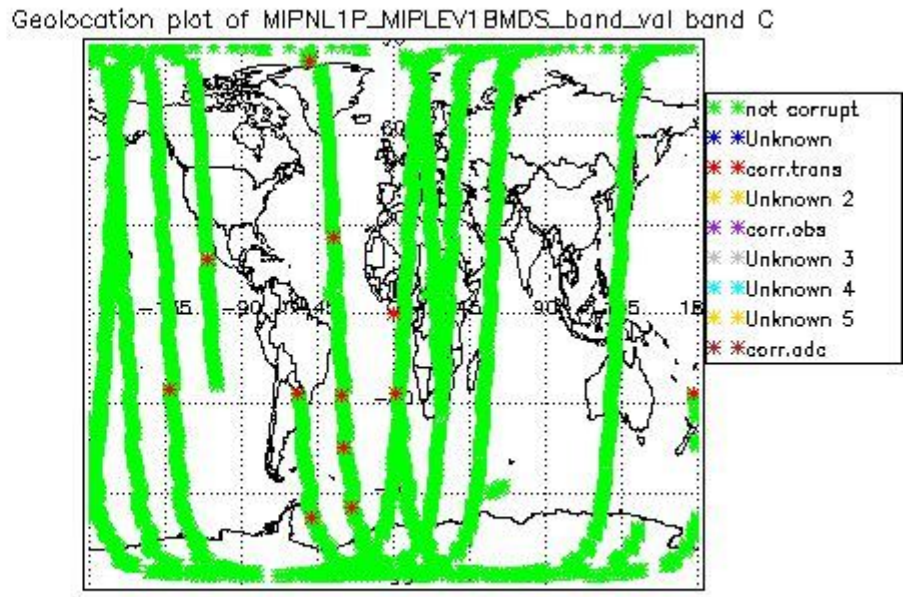 Geolocation plot of MIPNL1P_MIPLEV1BMDS_band_val band C
not corrupt
Unknown
corr.trans
Unknown 2
corr.obs
Unknown 3
Unknown 4
Unknown 5
corr.adc
60
-90
90